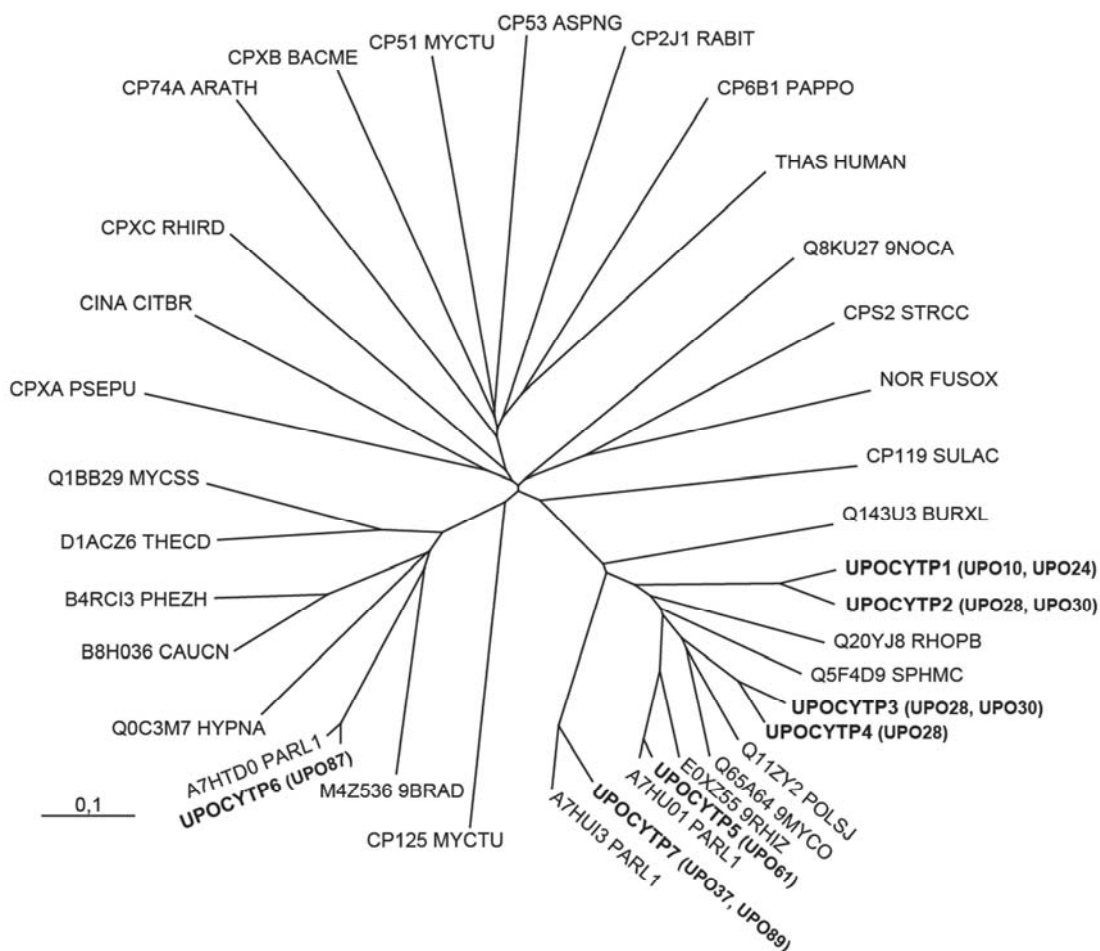 CP53 ASPNG
CP51 MYCTU
CP2J1 RABIT
CPXB BACME
CP74A ARATH
CP6B1 PAPPO
THAS HUMAN
CPXC RHIRD
Q8KU27 9NOCA
CINA CITBR
CPS2 STRCC
CPXA PSEPU
NOR FUSOX
CP119 SULAC
Q1BB29 MYCSS
Q143U3 BURXL
D1ACZ6 THECD
UPOCYTP1 (UPO10, UPO24)
B4RCI3 PHEZH
UPOCYTP2 (UPO28, UPO30)
B8H036 CAUCN
Q20YJ8 RHOPB
Q5F4D9 SPHMC
UPOCYTP3 (UPO28, UPO30)
Q0C3M7 HYPNA
UPOCYTP4 (UPO28)
A7HTD0 PARL1
UPOCYTP6 (UPO87)
M4Z536 9BRAD
CP125 MYCTU
A7HUI3 PARL1
UPOCYTP7 (UPO37, UPO89)
A7HU01 PARL1
UPOCYTP5 (UPO61)
E0XZ55 9RHIZ
Q65A64 9MYCO
Q11ZY2 POLSJ
0,1